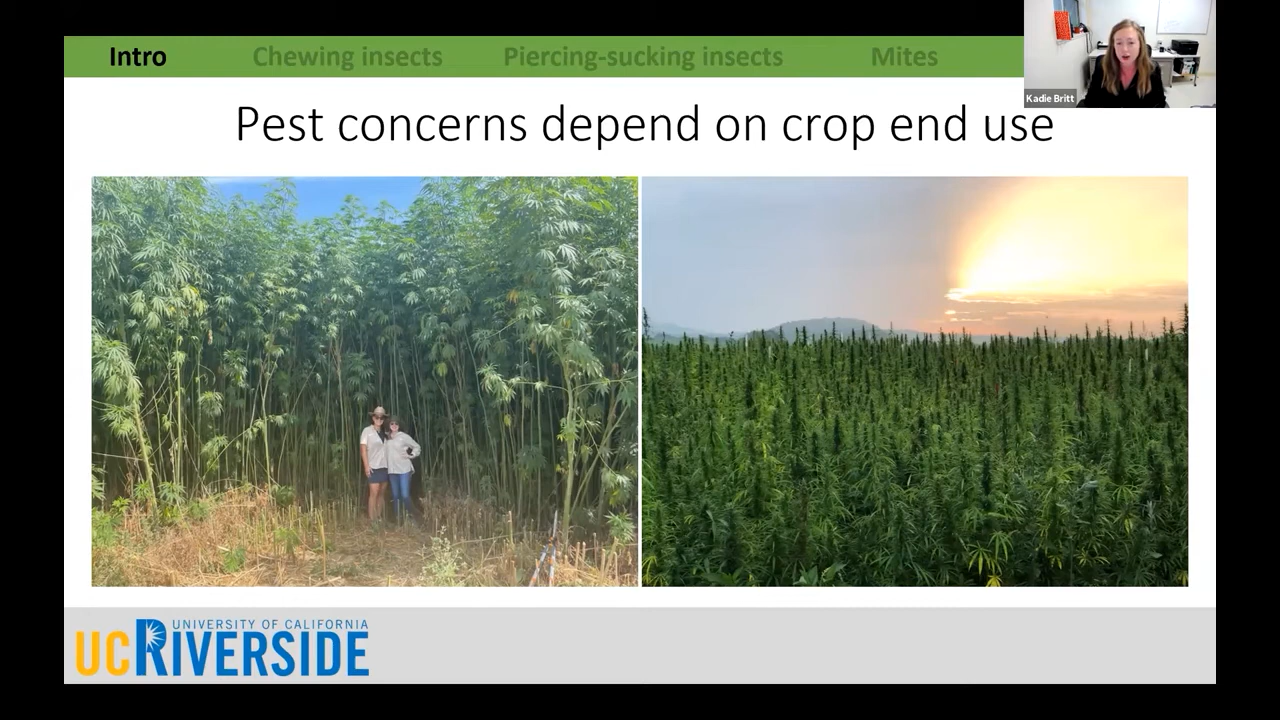 Intro Chewing insects Piercing-sucking insects Mites
Kadie Britt
Pest concerns depend on crop end use
UNIVERSITY OF CALIFORNIA
UCRIVERSIDE